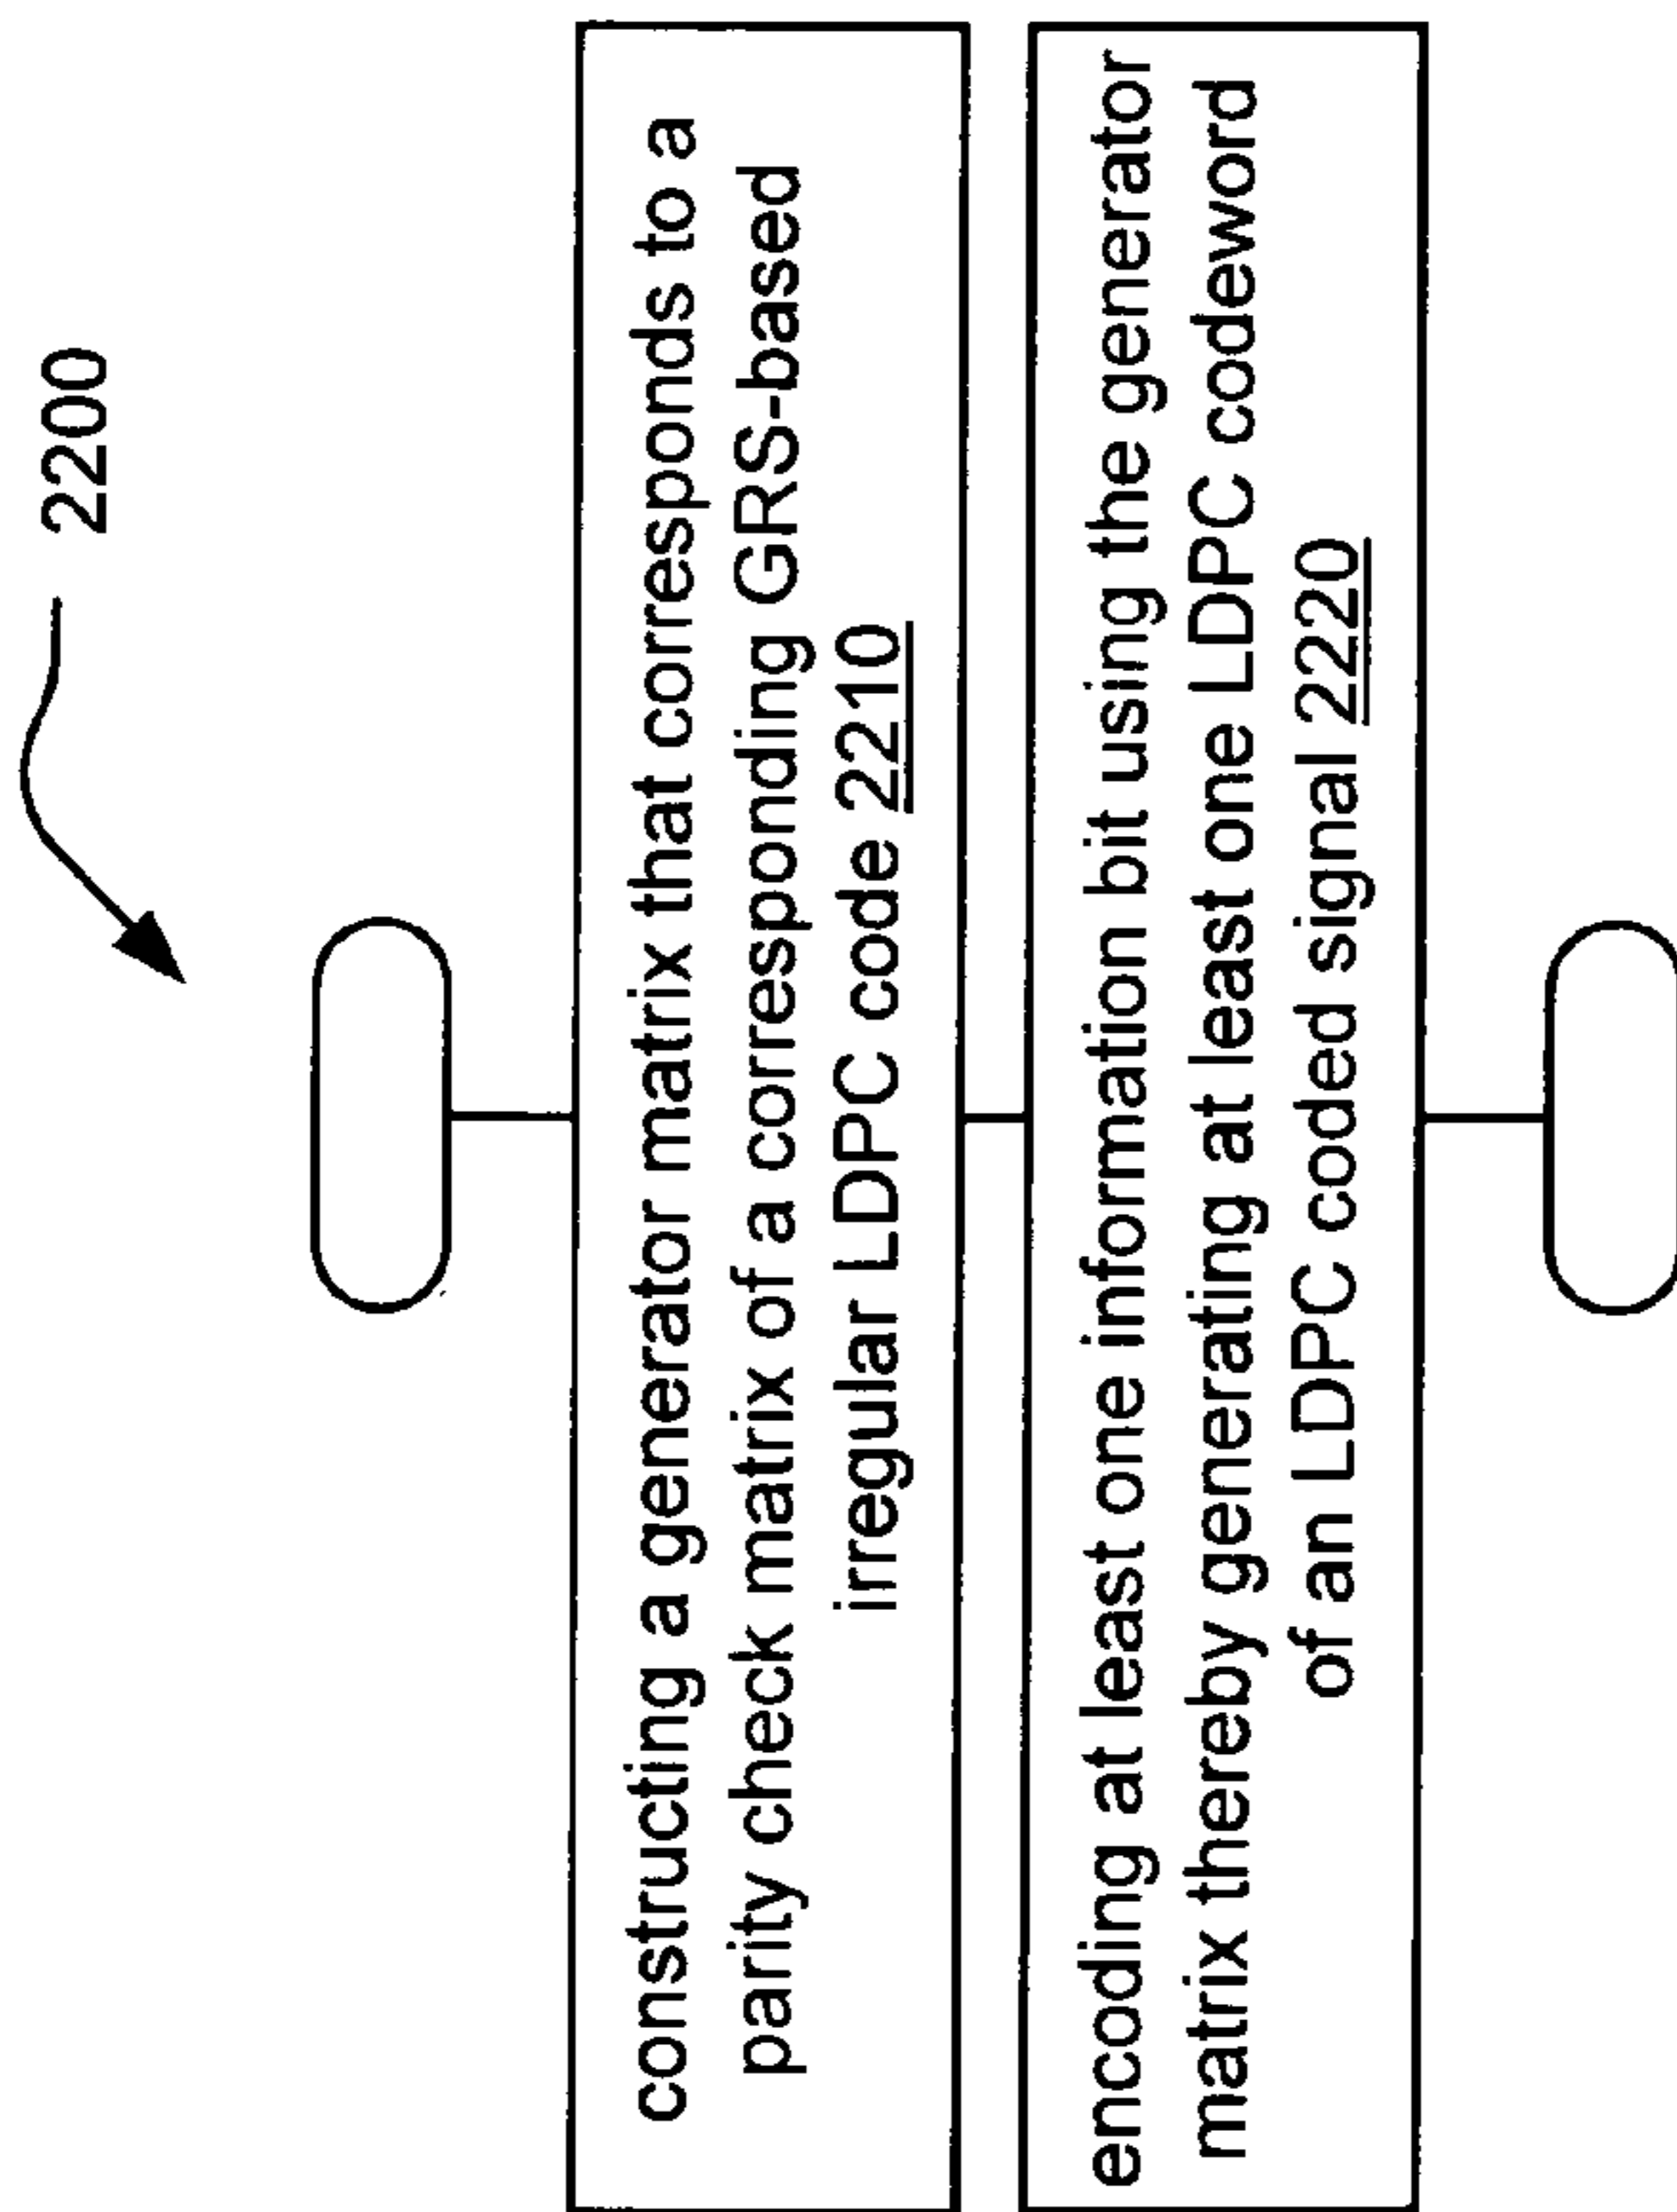 2200
constructing a generator matrix that corresponds to a
parity check matrix of a corresponding GRS-based
irregular LDPC code 2210
encoding at least one information bit using the generator
matrix thereby generating at least one LDPC codeword
of an LDPC coded signal 2220